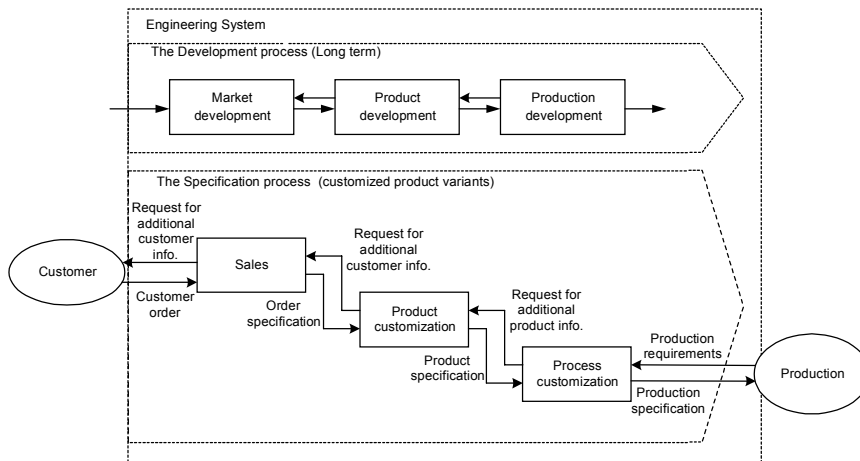 Engineering System
The Development process (Long term)
Market
development
Product
development
Production
development
The Specification process (customized product variants)
Request for
additional
customer
info.
Customer
Customer
order
Sales
Request for
additional
customer info.
Order
specification
Product
customization
Request for
additional
product info.
Product
specification
Process
customization
Production
requirements
Production
specification
Production